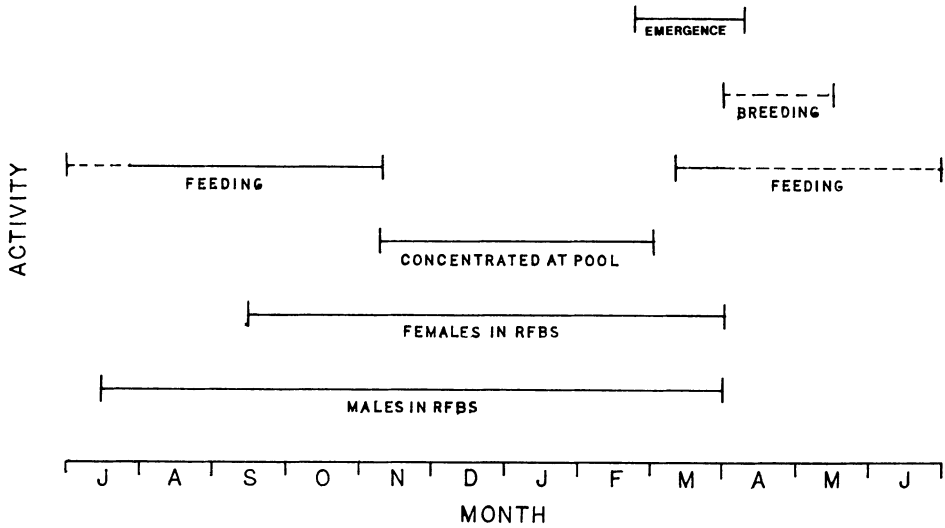 EMERGENCE
BREEDING
FEEDING
FEEDING
CONCENTRATED AT POOL
FEMALES IN RFBS
MALES IN RFBS
ACTIVITY
J A S O N D J F M A M J
MONTH